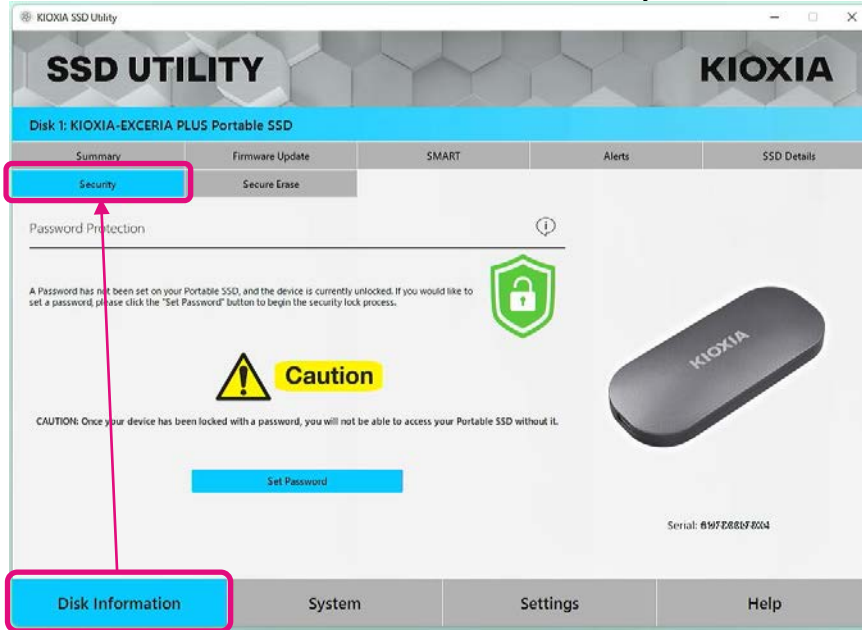 KIOXIA SSD Utility
SSD UTILITY
KIOXIA
Disk 1: KIOXIA-EXCERIA PLUS Portable SSD
Summary
Firmware Update
SMART
Alerts
SSD Details
Security
Secure Erase
Password Protection
A Password has not been set on your Portable SSD, and the device is currently unlocked. If you would like to
set a password, please click the "Set Password" button to begin the security lock process.
Caution
CAUTION: Once your device has been locked with a password, you will not be able to access your Portable SSD without it.
Set Password
KIOXIA
Serial:
Disk Information
System
Settings
Help